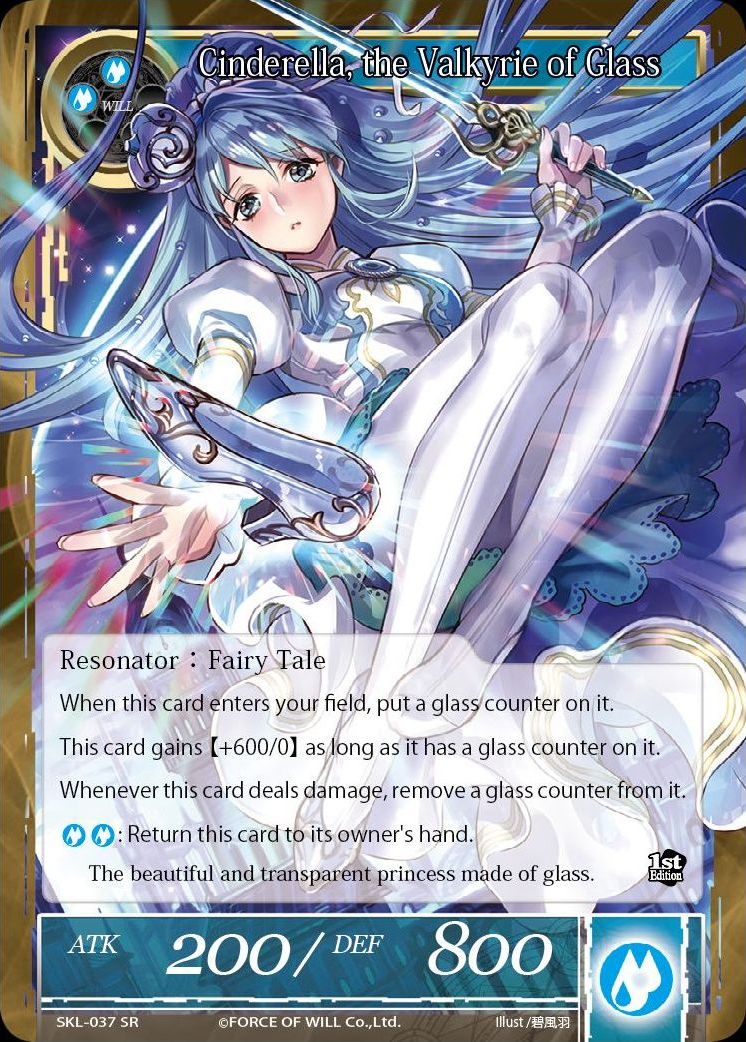 Cinderella, the Valkyrie of Glass
WILL
Resonator : Fairy Tale
When this card enters your field, put a glass counter on it.
This card gains 【+600/0】 as long as it has a glass counter on it.
Whenever this card deals damage, remove a glass counter from it.
: Return this card to its owner's hand.
The beautiful and transparent princess made of glass.
1st
Edition
ATK 200/ DEF 800
SKL-037 SR ©FORCE OF WILL Co.,Ltd. Illust /碧風羽